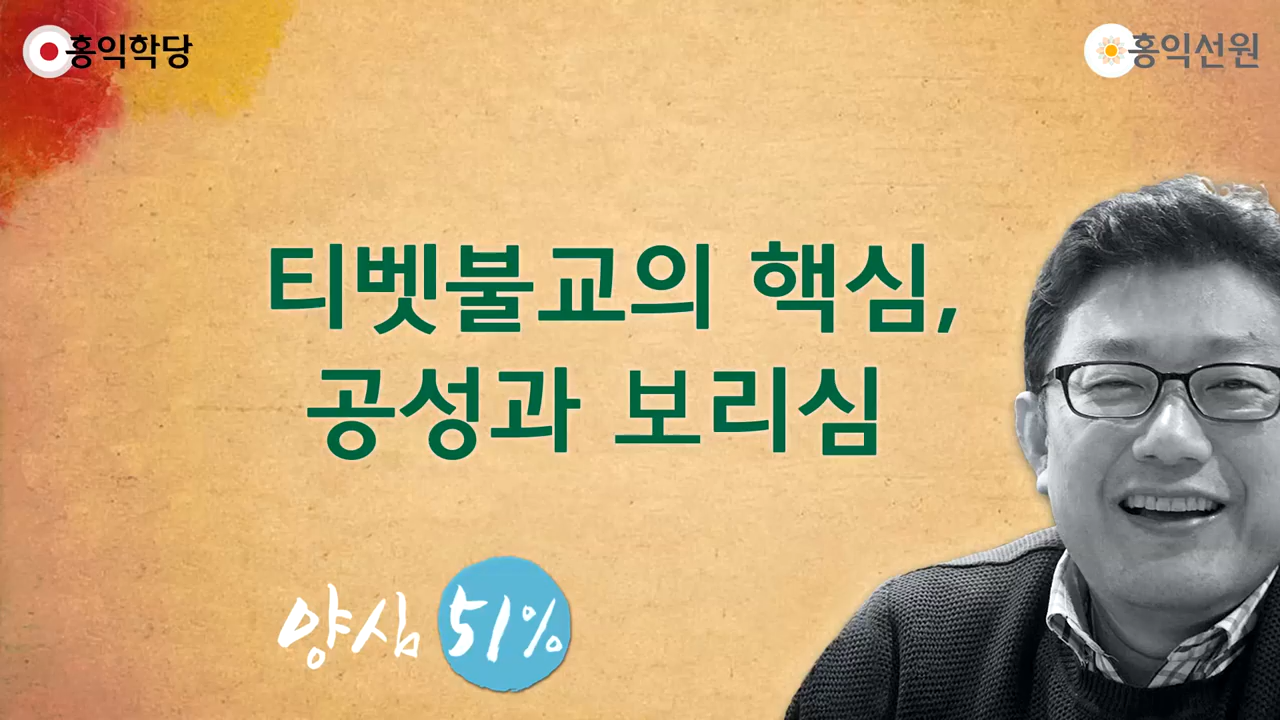 홍익학당
홍익선원
티벳불교의 핵심,
공성과 보리심
양심 51%